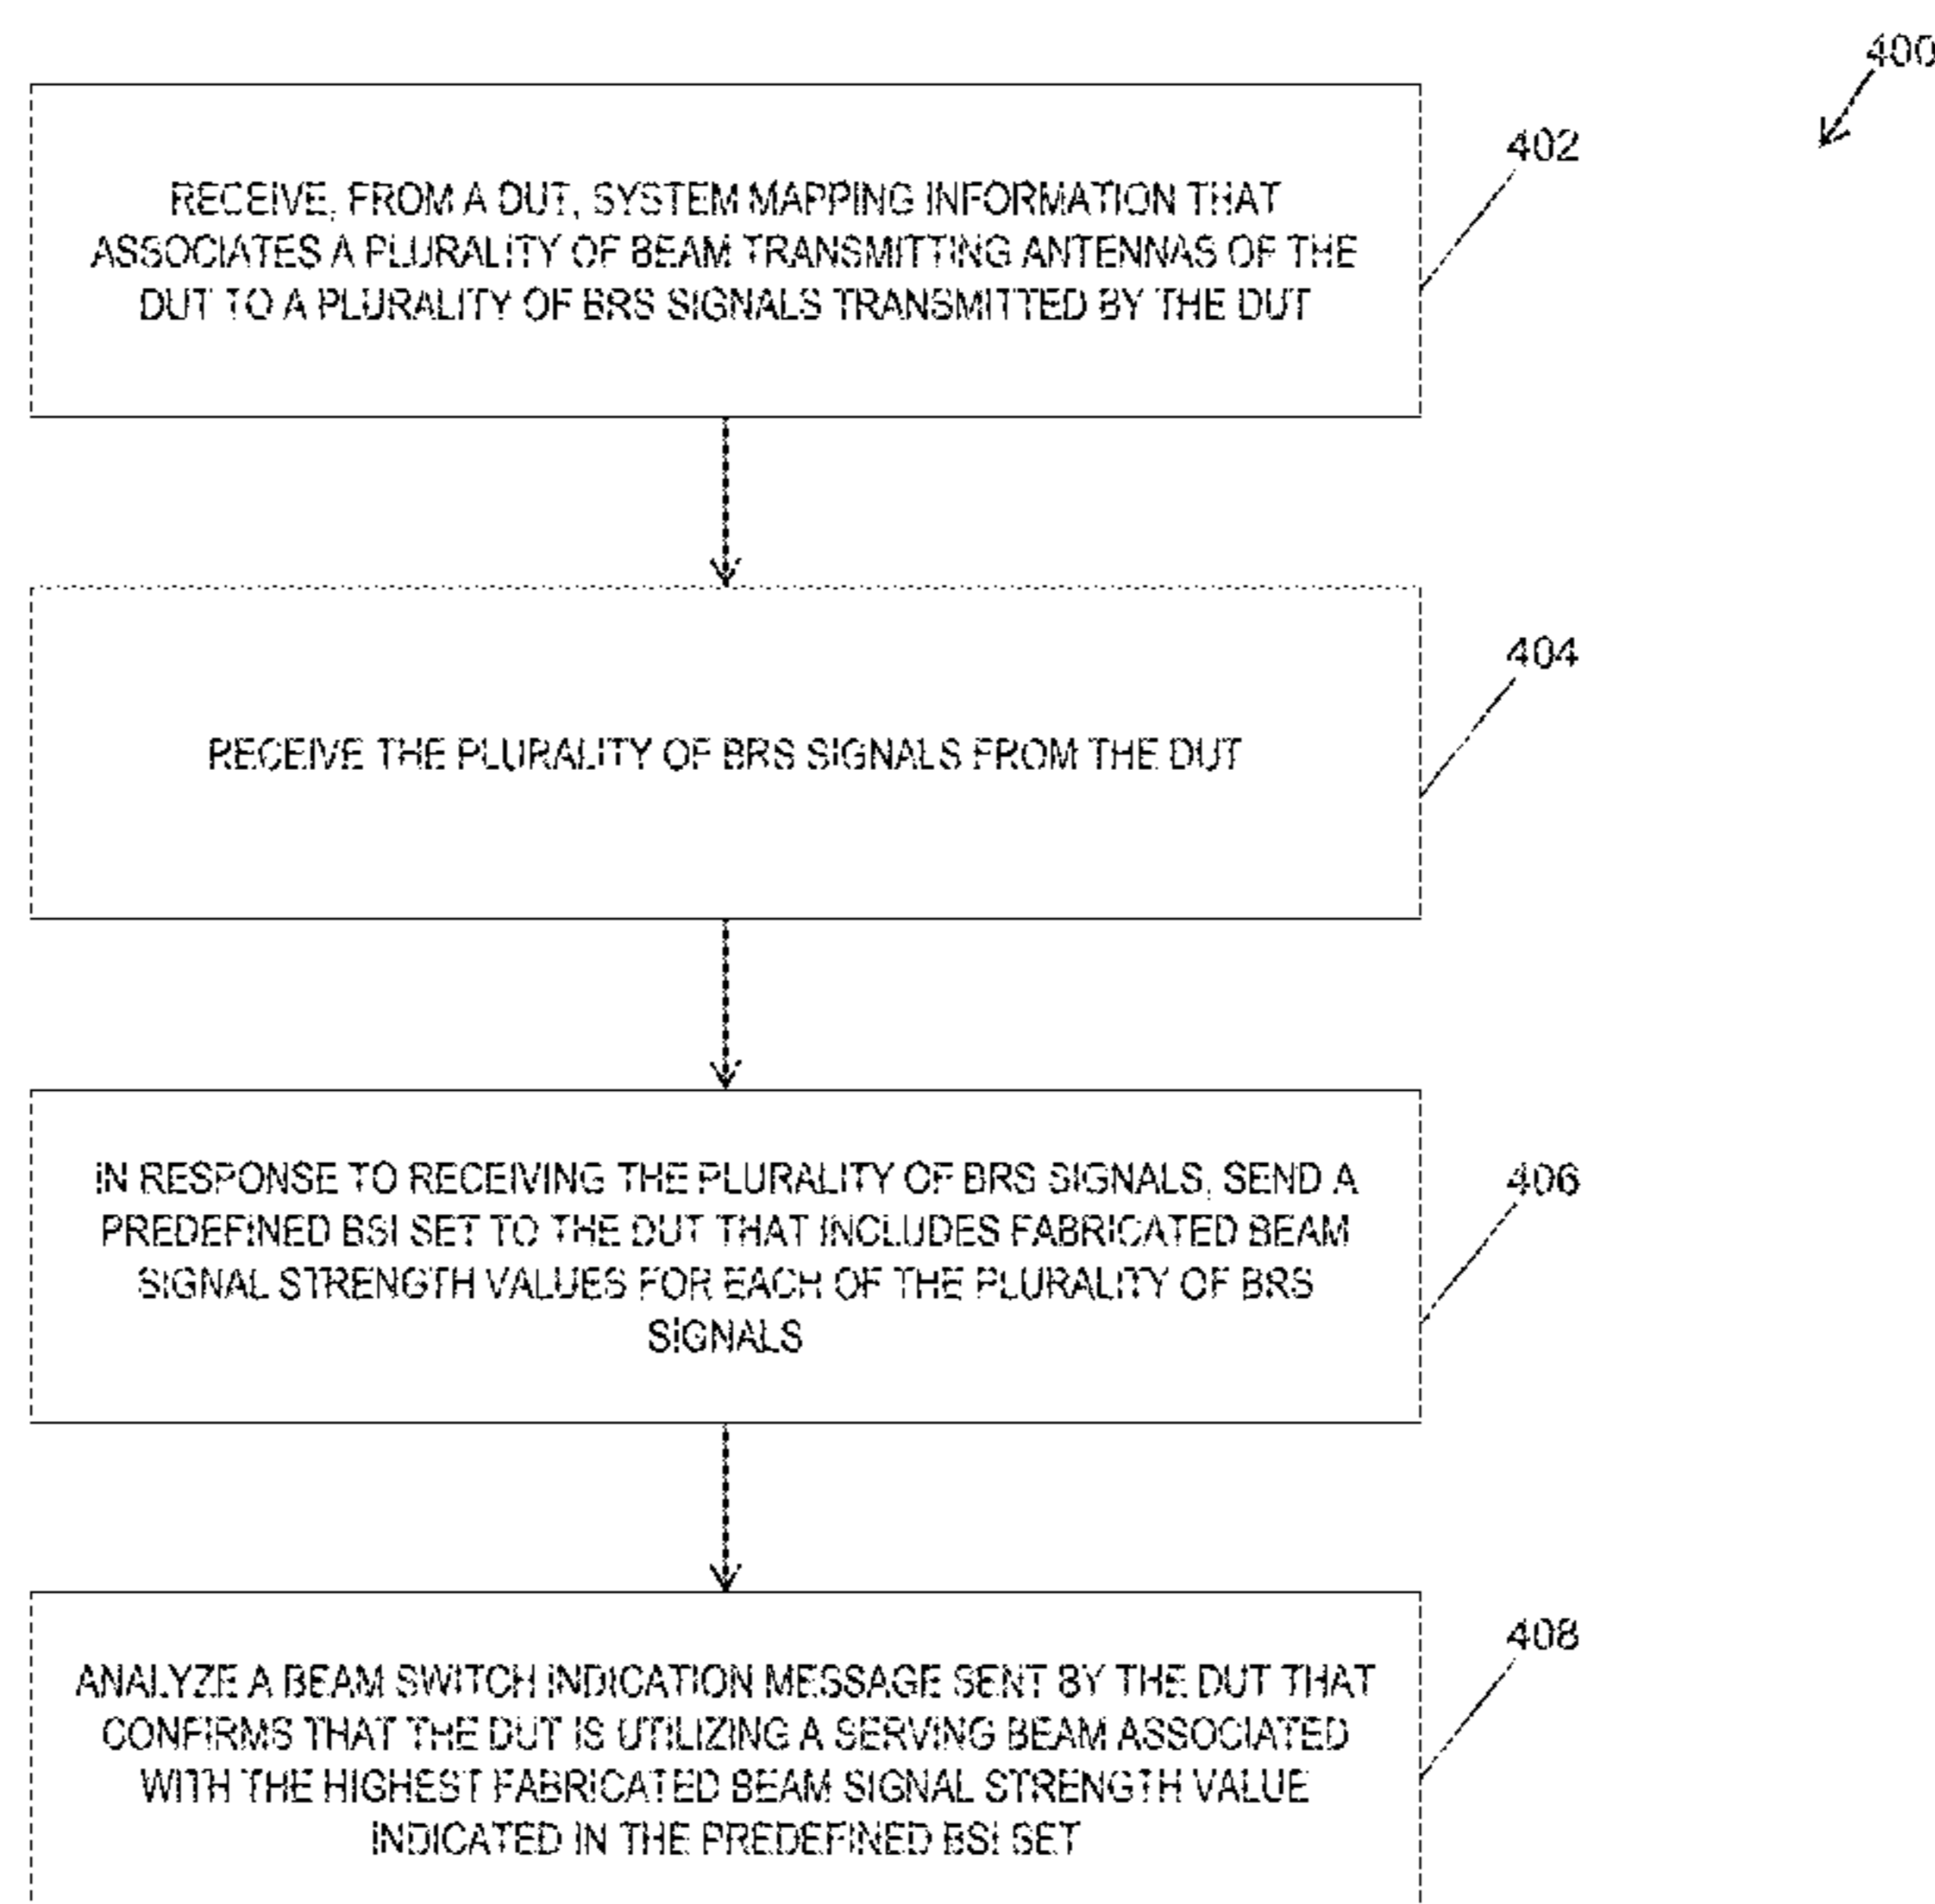 400
402
RECEIVE, FROM A DUT, SYSTEM MAPPING INFORMATION THAT
ASSOCIATES A PLURALITY OF BEAM TRANSMITTING ANTENNAS OF THE
DUT TO A PLURALITY OF BRS SIGNALS TRANSMITTED BY THE DUT
404
RECEIVE THE PLURALITY OF BRS SIGNALS FROM THE DUT
406
IN RESPONSE TO RECEIVING THE PLURALITY OF BRS SIGNALS, SEND A
PREDEFINED BSI SET TO THE DUT THAT INCLUDES FABRICATED BEAM
SIGNAL STRENGTH VALUES FOR EACH OF THE PLURALITY OF BRS
SIGNALS
408
ANALYZE A BEAM SWITCH INDICATION MESSAGE SENT BY THE DUT THAT
CONFIRMS THAT THE DUT IS UTILIZING A SERVING BEAM ASSOCIATED
WITH THE HIGHEST FABRICATED BEAM SIGNAL STRENGTH VALUE
INDICATED IN THE PREDEFINED BSI SET